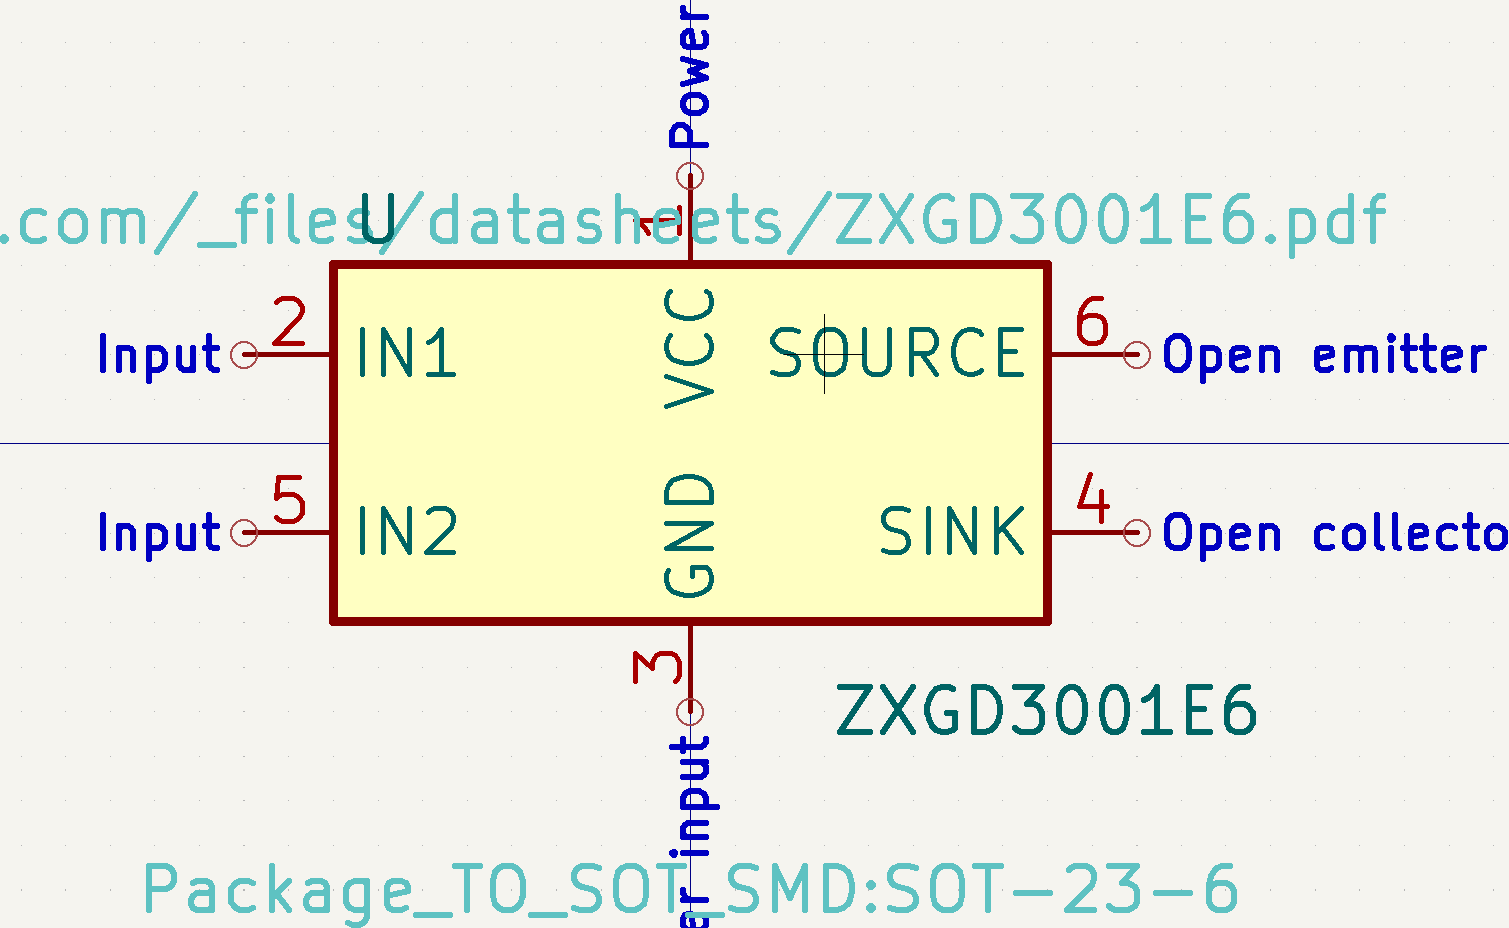 Power
.com/_files/datasheets/ZXGD3001E6.pdf
U
1
2
IN1
VCC
SOURCE
6
Input
Open emitter
5
IN2
GND
SINK
4
Input
Open collecto
3
ZXGD3001E6
er input
Package_TO_SOT_SMD:SOT-23-6